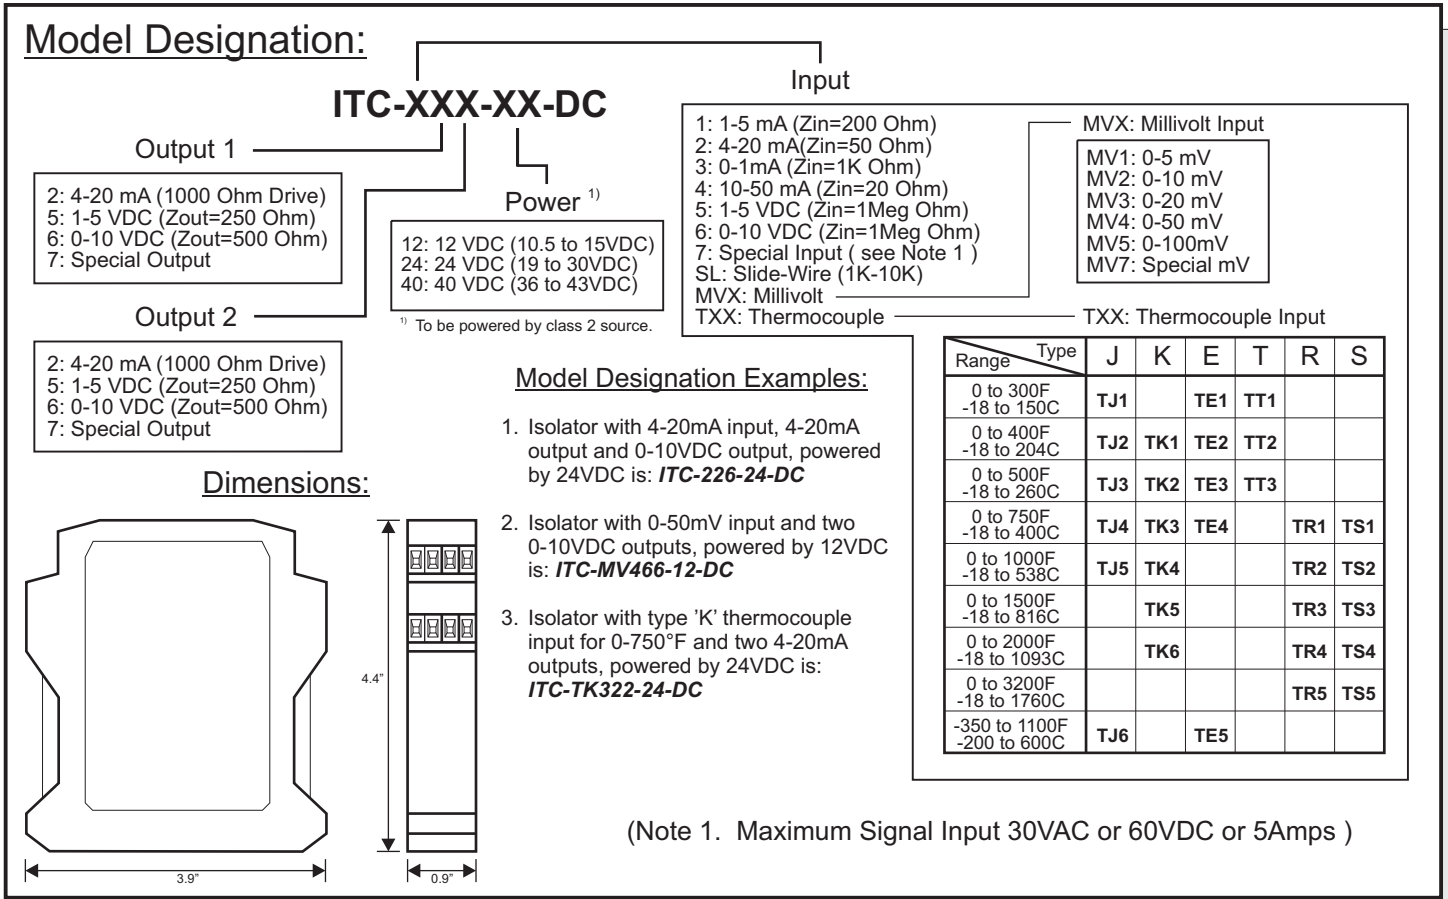 Model Designation:
ITC-XXX-XX-DC
Output 1
2: 4-20 mA (1000 Ohm Drive)
5: 1-5 VDC (Zout=250 Ohm)
6: 0-10 VDC (Zout=500 Ohm)
7: Special Output
Output 2
2: 4-20 mA (1000 Ohm Drive)
5: 1-5 VDC (Zout=250 Ohm)
6: 0-10 VDC (Zout=500 Ohm)
7: Special Output
Power 1)
12: 12 VDC (10.5 to 15VDC)
24: 24 VDC (19 to 30VDC)
40: 40 VDC (36 to 43VDC)
1) To be powered by class 2 source.
Input
1: 1-5 mA (Zin=200 Ohm)
2: 4-20 mA(Zin=50 Ohm)
3: 0-1mA (Zin=1K Ohm)
4: 10-50 mA (Zin=20 Ohm)
5: 1-5 VDC (Zin=1Meg Ohm)
6: 0-10 VDC (Zin=1Meg Ohm)
7: Special Input ( see Note 1 )
SL: Slide-Wire (1K-10K)
MVX: Millivolt
TXX: Thermocouple
MVX: Millivolt Input
MV1: 0-5 mV
MV2: 0-10 mV
MV3: 0-20 mV
MV4: 0-50 mV
MV5: 0-100mV
MV7: Special mV
TXX: Thermocouple Input
Range Type J K E T R S
0 to 300F
-18 to 150C
TJ1 TE1 TT1
0 to 400F
-18 to 204C
TJ2 TK1 TE2 TT2
0 to 500F
-18 to 260C
TJ3 TK2 TE3 TT3
0 to 750F
-18 to 400C
TJ4 TK3 TE4 TR1 TS1
0 to 1000F
-18 to 538C
TJ5 TK4 TR2 TS2
0 to 1500F
-18 to 816C
TK5 TR3 TS3
0 to 2000F
-18 to 1093C
TK6 TR4 TS4
0 to 3200F
-18 to 1760C
TR5 TS5
-350 to 1100F
-200 to 600C
TJ6 TE5
Model Designation Examples:
1. Isolator with 4-20mA input, 4-20mA
output and 0-10VDC output, powered
by 24VDC is: ITC-226-24-DC
2. Isolator with 0-50mV input and two
0-10VDC outputs, powered by 12VDC
is: ITC-MV466-12-DC
3. Isolator with type ’K’ thermocouple
input for 0-750°F and two 4-20mA
outputs, powered by 24VDC is:
ITC-TK322-24-DC
Dimensions:
4.4”
3.9”
0.9”
(Note 1. Maximum Signal Input 30VAC or 60VDC or 5Amps )